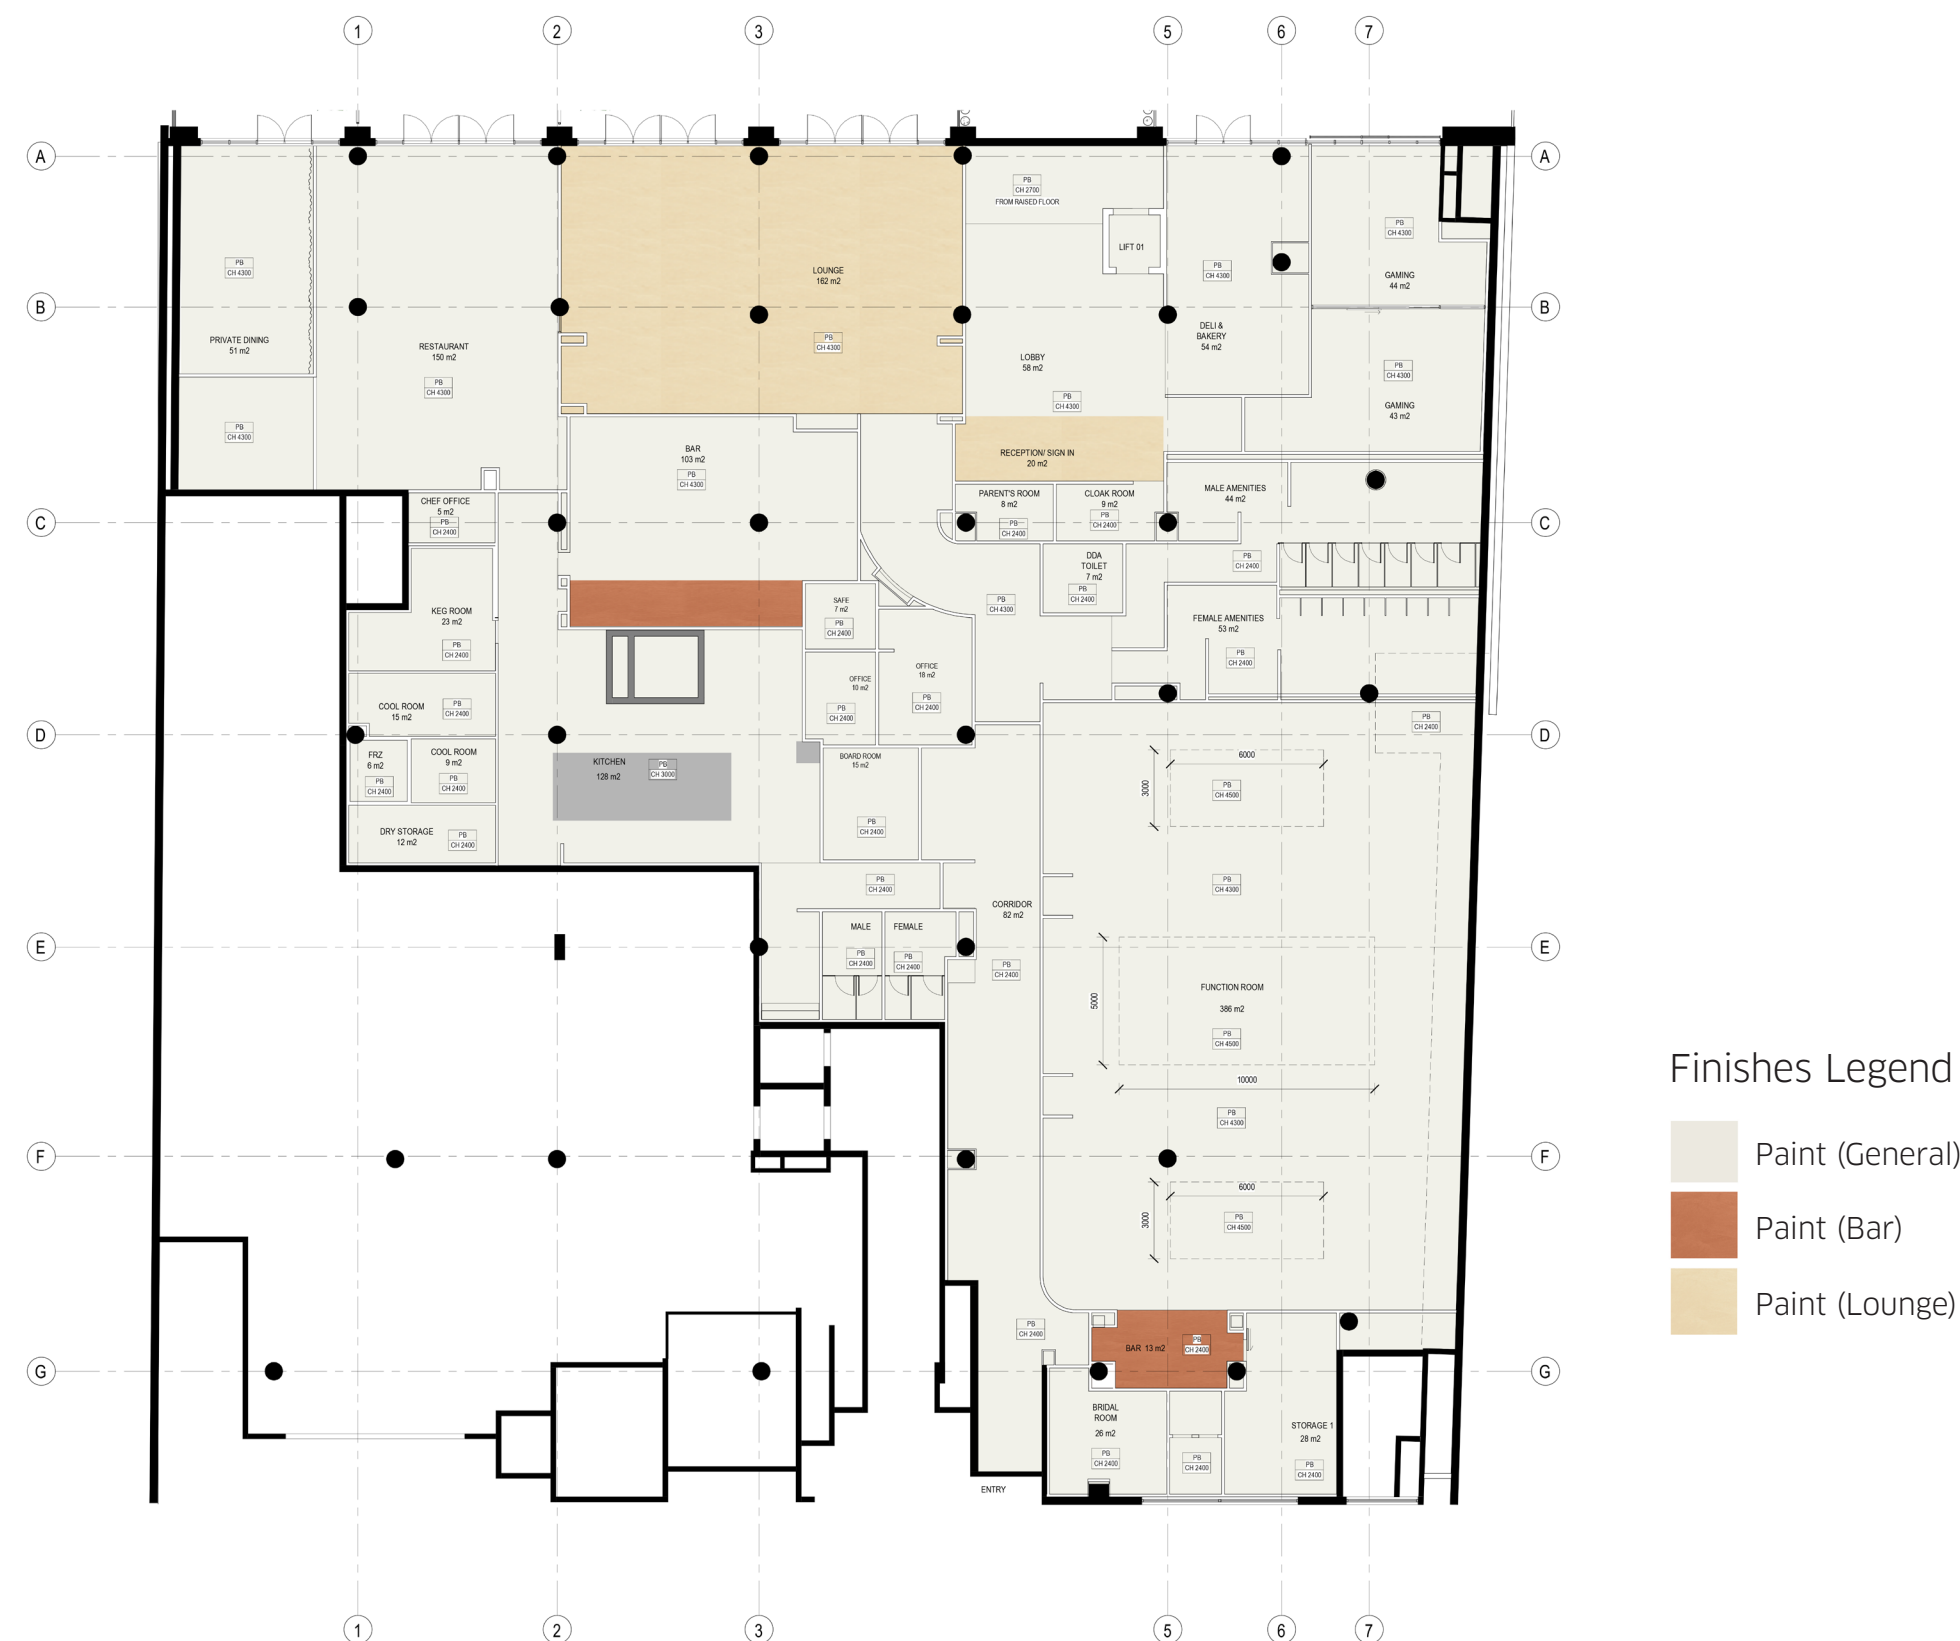 1
2
3
5
6
7
A
A
PB
CH 2700
FROM RAISED FLOOR
LIFT 01
PB
CH 4300
PB
CH 4300
PB
CH 4300
LOUNGE
162 m2
GAMING
44 m2
B
B
PRIVATE DINING
51 m2
RESTAURANT
150 m2
PB
CH 4300
PB
CH 4300
LOBBY
58 m2
DELI &
BAKERY
54 m2
PB
CH 4300
PB
CH 4300
GAMING
43 m2
PB
CH 4300
BAR
103 m2
PB
CH 4300
RECEPTION/ SIGN IN
20 m2
CHEF OFFICE
5 m2
PB
CH 2400
PARENT'S ROOM
8 m2
PB
CH 2400
CLOAK ROOM
9 m2
PB
CH 2400
MALE AMENITIES
44 m2
C
C
DDA
TOILET
7 m2
PB
CH 2400
PB
CH 2400
KEG ROOM
23 m2
PB
CH 2400
SAFE
7 m2
PB
CH 2400
PB
CH 4300
FEMALE AMENITIES
53 m2
PB
CH 2400
OFFICE
10 m2
PB
CH 2400
OFFICE
18 m2
PB
CH 2400
COOL ROOM
15 m2
PB
CH 2400
PB
CH 2400
D
D
FRZ
6 m2
PB
CH 2400
COOL ROOM
9 m2
PB
CH 2400
KITCHEN
128 m2
PB
CH 3000
BOARD ROOM
15 m2
PB
CH 2400
6000
3000
PB
CH 4500
DRY STORAGE
12 m2
PB
CH 2400
PB
CH 2400
PB
CH 4300
CORRIDOR
82 m2
MALE
PB
CH 2400
FEMALE
PB
CH 2400
E
E
PB
CH 2400
FUNCTION ROOM
386 m2
5000
PB
CH 4500
10000
PB
CH 4300
F
F
6000
3000
PB
CH 4500
PB
CH 2400
BAR 13 m2
PB
CH 2400
G
G
BRIDAL
ROOM
26 m2
PB
CH 2400
PB
CH 2400
STORAGE 1
28 m2
PB
CH 2400
ENTRY
1
2
3
5
6
7
Finishes Legend
Paint (General)
Paint (Bar)
Paint (Lounge)